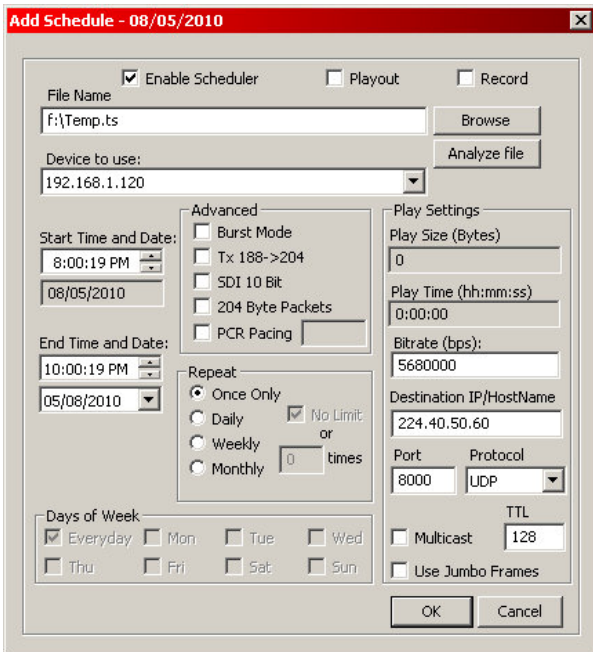 Add Schedule - 08/05/2010
Enable Scheduler
Playout
Record
File Name
f:\Temp.ts
Browse
Analyze file
Device to use:
192.168.1.120
Start Time and Date:
8:00:19 PM
08/05/2010
End Time and Date:
10:00:19 PM
05/08/2010
Advanced
Burst Mode
Tx 188->204
SDI 10 Bit
204 Byte Packets
PCR Pacing
Repeat
Once Only
Daily
Weekly
Monthly
No Limit
or
0 times
Play Settings
Play Size (Bytes)
0
Play Time (hh:mm:ss)
0:00:00
Bitrate (bps):
5680000
Destination IP/HostName
224.40.50.60
Port Protocol
8000 UDP
TTL
Multicast 128
Use Jumbo Frames
Days of Week
Everyday Mon Tue Wed
Thu Fri Sat Sun
OK Cancel